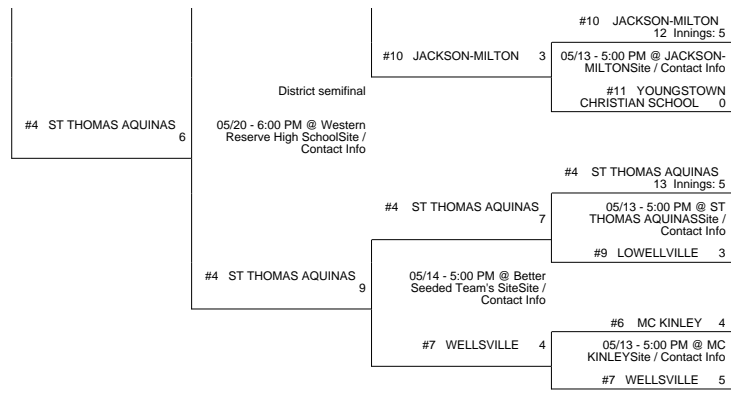 #10 JACKSON-MILTON
12 Innings: 5
#10 JACKSON-MILTON 3
05/13 - 5:00 PM @ JACKSON-
MILTONSite / Contact Info
District semifinal
#11 YOUNGSTOWN
CHRISTIAN SCHOOL 0
#4 ST THOMAS AQUINAS
6
05/20 - 6:00 PM @ Western
Reserve High SchoolSite /
Contact Info
#4 ST THOMAS AQUINAS
13 Innings: 5
#4 ST THOMAS AQUINAS
7
05/13 - 5:00 PM @ ST
THOMAS AQUINASSite /
Contact Info
#9 LOWELLVILLE 3
#4 ST THOMAS AQUINAS
9
05/14 - 5:00 PM @ Better
Seeded Team's SiteSite /
Contact Info
#6 MC KINLEY 4
#7 WELLSVILLE 4
05/13 - 5:00 PM @ MC
KINLEYSite / Contact Info
#7 WELLSVILLE 5